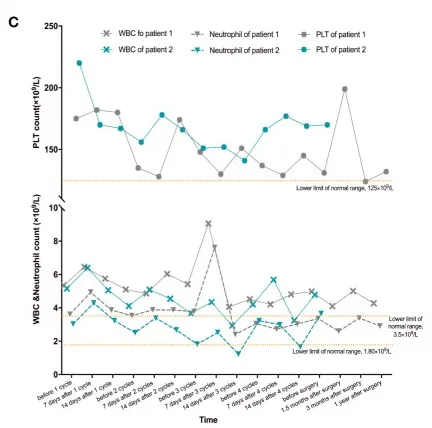 C
WBC fo patient 1
Neutrophil of patient 1
PLT of patient 1
WBC of patient 2
Neutrophil of patient 2
PLT of patient 2
PLT count(×10⁹/L)
250
200
150
Lower limit of normal range, 125×10⁹/L
WBC &Neutrophil count (×10⁹/L)
10
8
6
4
2
0
Lower limit of
normal range,
3.5×10⁹/L
Lower limit of normal range, 1.80×10⁹/L
before 1 cycle
7 days after 1 cycle
14 days after 1 cycle
before 2 cycles
7 days after 2 cycles
14 days after 2 cycles
before 3 cycles
7 days after 3 cycles
14 days after 3 cycles
before 4 cycles
7 days after 4 cycles
14 days after 4 cycles
before surgery
1.5 months after surgery
3 months after surgery
1 year after surgery
Time